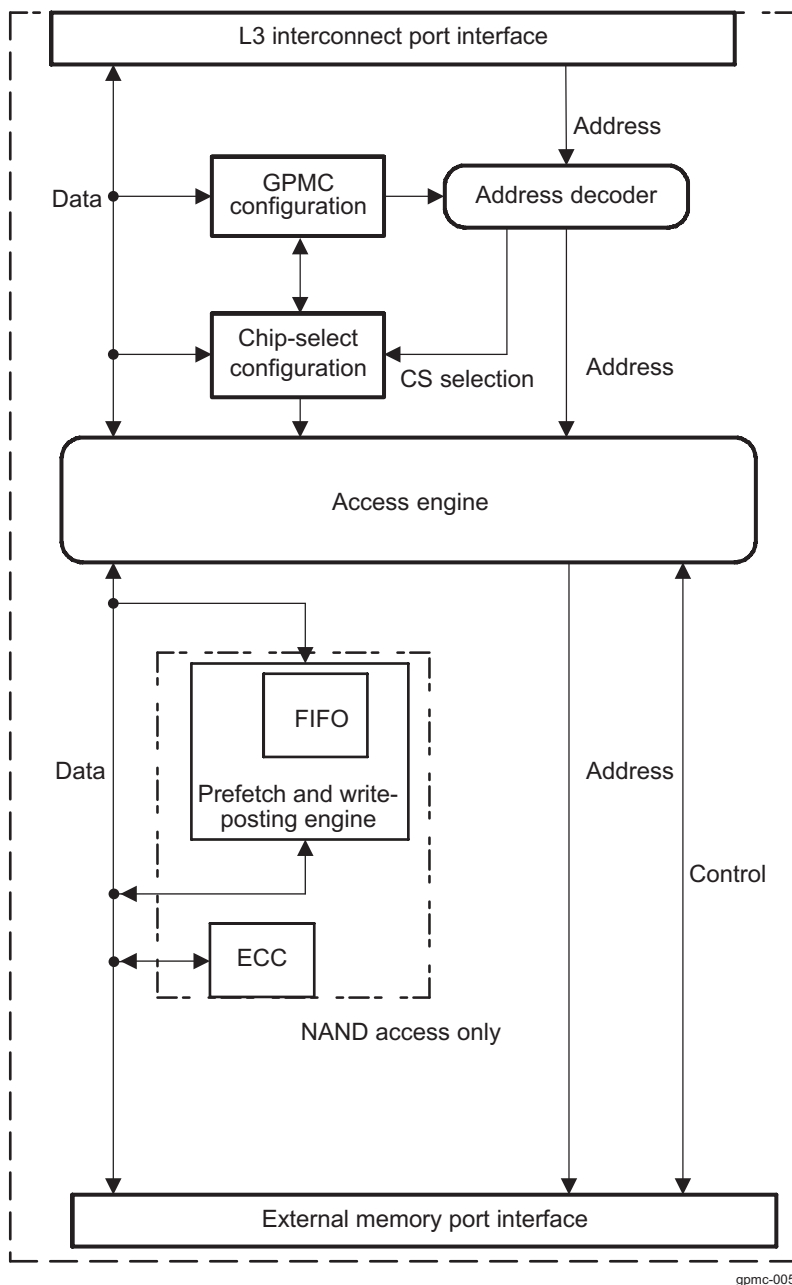 L3 interconnect port interface
Address
Data
GPMC
configuration
Address decoder
Chip-select
configuration
CS selection
Address
Access engine
FIFO
Prefetch and write-
posting engine
Data
Address
Control
ECC
NAND access only
External memory port interface
gpmc-005